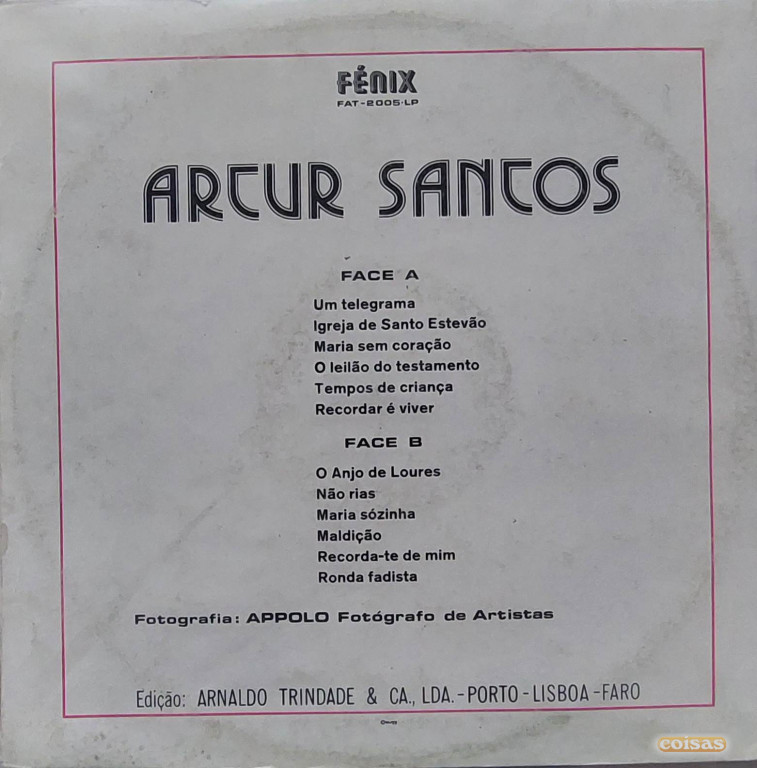 FÉNIX
FAT-2005-LP
ARTUR SANTOS
FACE A
Um telegrama
Igreja de Santo Estevão
Maria sem coração
O leilão do testamento
Tempos de criança
Recordar é viver
FACE B
O Anjo de Loures
Não rias
Maria sózinha
Maldição
Recorda-te de mim
Ronda fadista
Fotografia: APPOLO Fotógrafo de Artistas
Edição: ARNALDO TRINDADE & CA., LDA. - PORTO - LISBOA - FARO
coisas